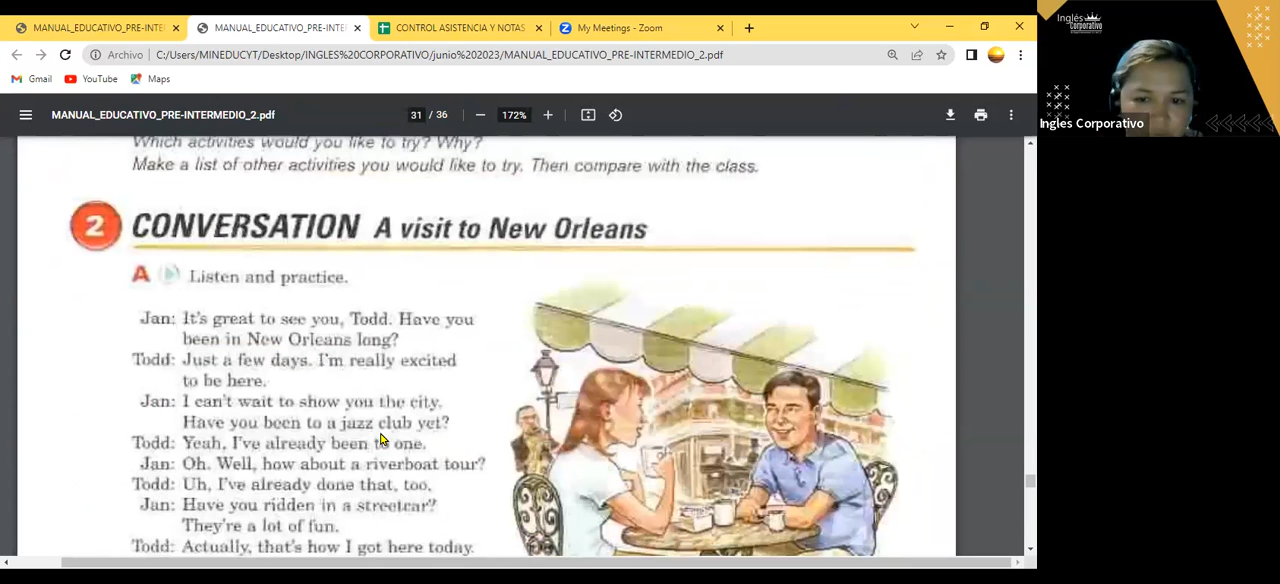 MANUAL_EDUCATIVO_PRE-INTE
MANUAL_EDUCATIVO_PRE-INTE
CONTROL ASISTENCIA Y NOTAS
My Meetings - Zoom
Archivo C:/Users/MINEDUCYT/Desktop/INGLES%20CORPORATIVO/junio%202023/MANUAL_EDUCATIVO_PRE-INTERMEDIO_2.pdf
Gmail YouTube Maps
MANUAL_EDUCATIVO_PRE-INTERMEDIO_2.pdf 31 / 36 172%
Which activities would you like to try? Why?
Make a list of other activities you would like to try. Then compare with the class.
2 CONVERSATION A visit to New Orleans
A Listen and practice.
Jan: It's great to see you, Todd. Have you
been in New Orleans long?
Todd: Just a few days. I'm really excited
to be here.
Jan: I can't wait to show you the city.
Have you been to a jazz club yet?
Todd: Yeah, I've already been to one.
Jan: Oh. Well, how about a riverboat tour?
Todd: Uh, I've already done that, too.
Jan: Have you ridden in a streetcar?
They're a lot of fun.
Todd: Actually, that's how I got here today.
Inglés
Corporativo
Ingles Corporativo